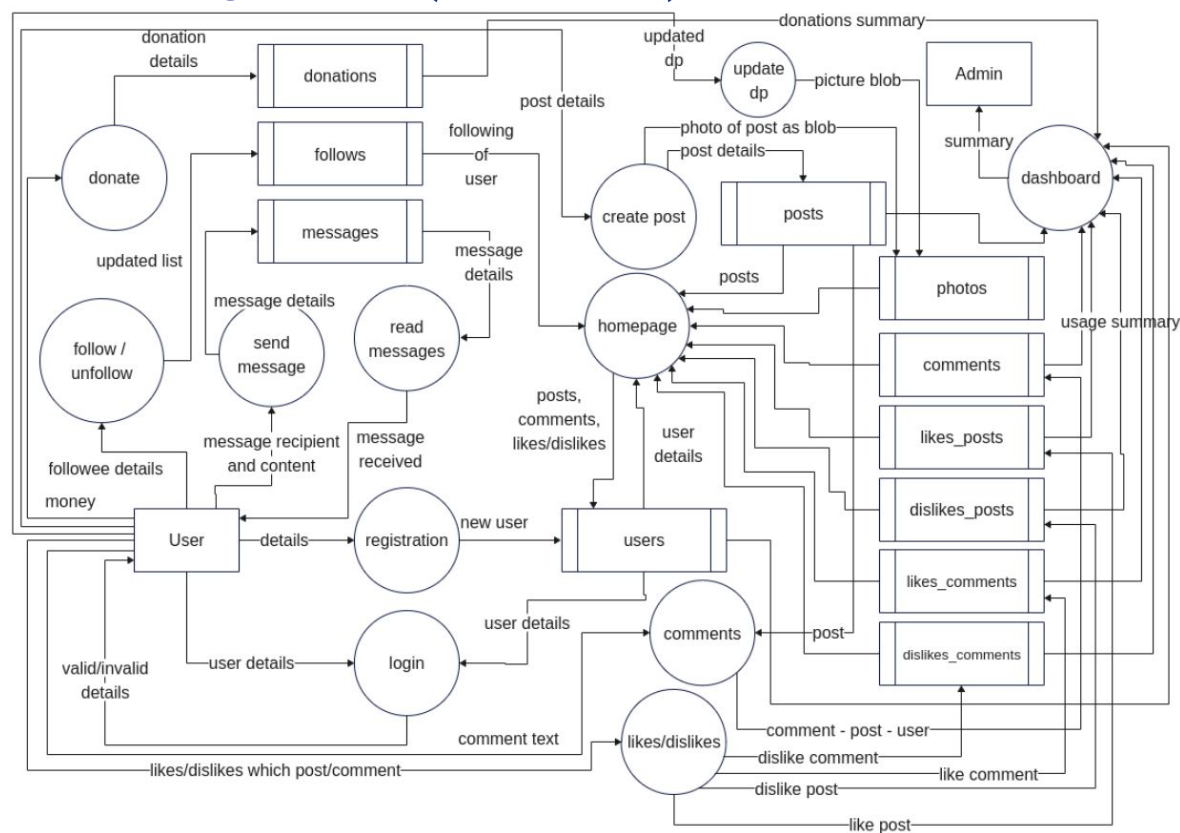 donations summary
donation
details
updated
dp
donations
update
dp
picture blob
Admin
post details
photo of post as blob
following
of
user
post details
summary
follows
donate
dashboard
create post
posts
messages
message
details
updated list
posts
photos
message details
send
message
read
messages
homepage
usage summary
follow /
unfollow
comments
posts,
comments,
likes/dislikes
user
details
likes_posts
message recipient
and content
message
received
followee details
money
dislikes_posts
new user
User
details
registration
users
likes_comments
user details
comments
post
dislikes_comments
valid/invalid
details
user details
login
comment text
likes/dislikes
comment - post - user
dislike comment
likes/dislikes which post/comment
like comment
dislike post
like post